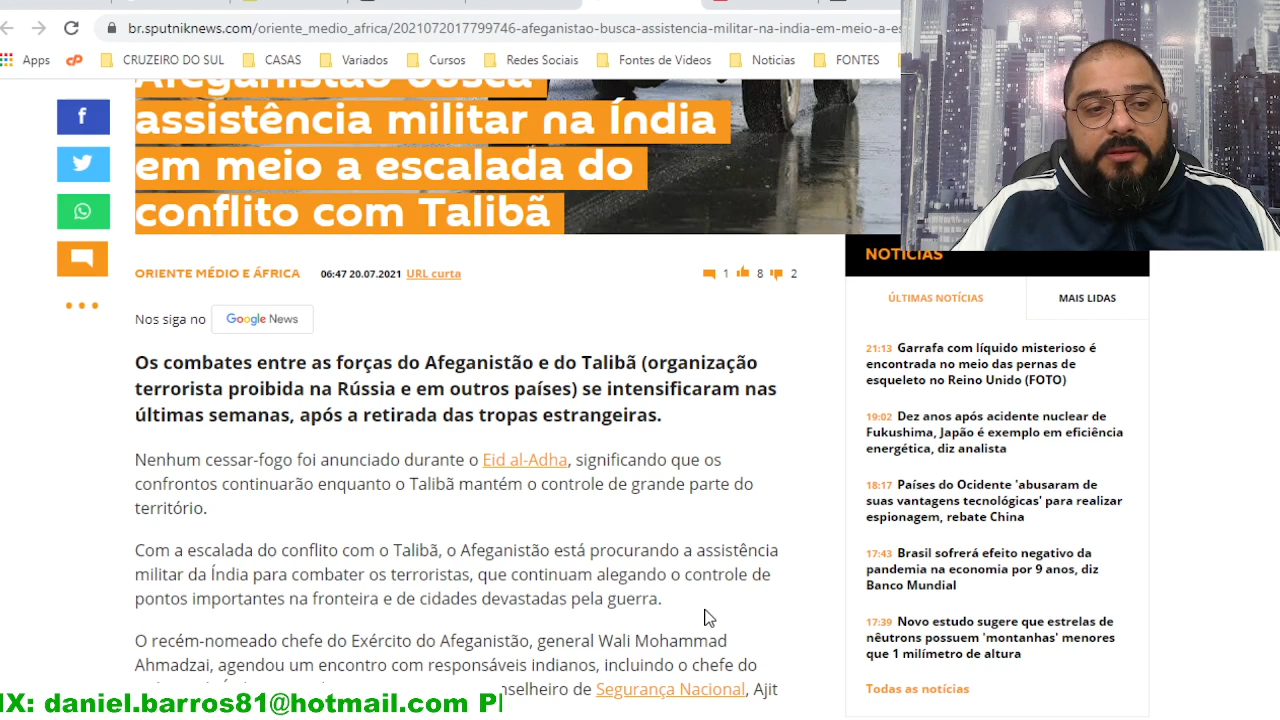 br.sputniknews.com/oriente_medio_africa/2021072017799746-afeganistao-busca-assistencia-militar-na-india-em-meio-a-es
Apps CRUZEIRO DO SUL CASAS Variados Cursos Redes Sociais Fontes de Vídeos Noticias FONTES
Afeganistão busca
assistência militar na Índia
em meio a escalada do
conflito com Talibã
ORIENTE MÉDIO E ÁFRICA 06:47 20.07.2021 URL curta
1 8 2
Nos siga no Google News
Os combates entre as forças do Afeganistão e do Talibã (organização
terrorista proibida na Rússia e em outros países) se intensificaram nas
últimas semanas, após a retirada das tropas estrangeiras.
Nenhum cessar-fogo foi anunciado durante o Eid al-Adha, significando que os
confrontos continuarão enquanto o Talibã mantém o controle de grande parte do
território.
Com a escalada do conflito com o Talibã, o Afeganistão está procurando a assistência
militar da Índia para combater os terroristas, que continuam alegando o controle de
pontos importantes na fronteira e de cidades devastadas pela guerra.
O recém-nomeado chefe do Exército do Afeganistão, general Wali Mohammad
Ahmadzai, agendou um encontro com responsáveis indianos, incluindo o chefe do
nselheiro de Segurança Nacional, Ajit
NOTÍCIAS
ÚLTIMAS NOTÍCIAS MAIS LIDAS
21:13 Garrafa com líquido misterioso é
encontrada no meio das pernas de
esqueleto no Reino Unido (FOTO)
19:02 Dez anos após acidente nuclear de
Fukushima, Japão é exemplo em eficiência
energética, diz analista
18:17 Países do Ocidente 'abusaram de
suas vantagens tecnológicas' para realizar
espionagem, rebate China
17:43 Brasil sofrerá efeito negativo da
pandemia na economia por 9 anos, diz
Banco Mundial
17:39 Novo estudo sugere que estrelas de
nêutrons possuem 'montanhas' menores
que 1 milímetro de altura
Todas as notícias
IX: daniel.barros81@hotmail.com PI